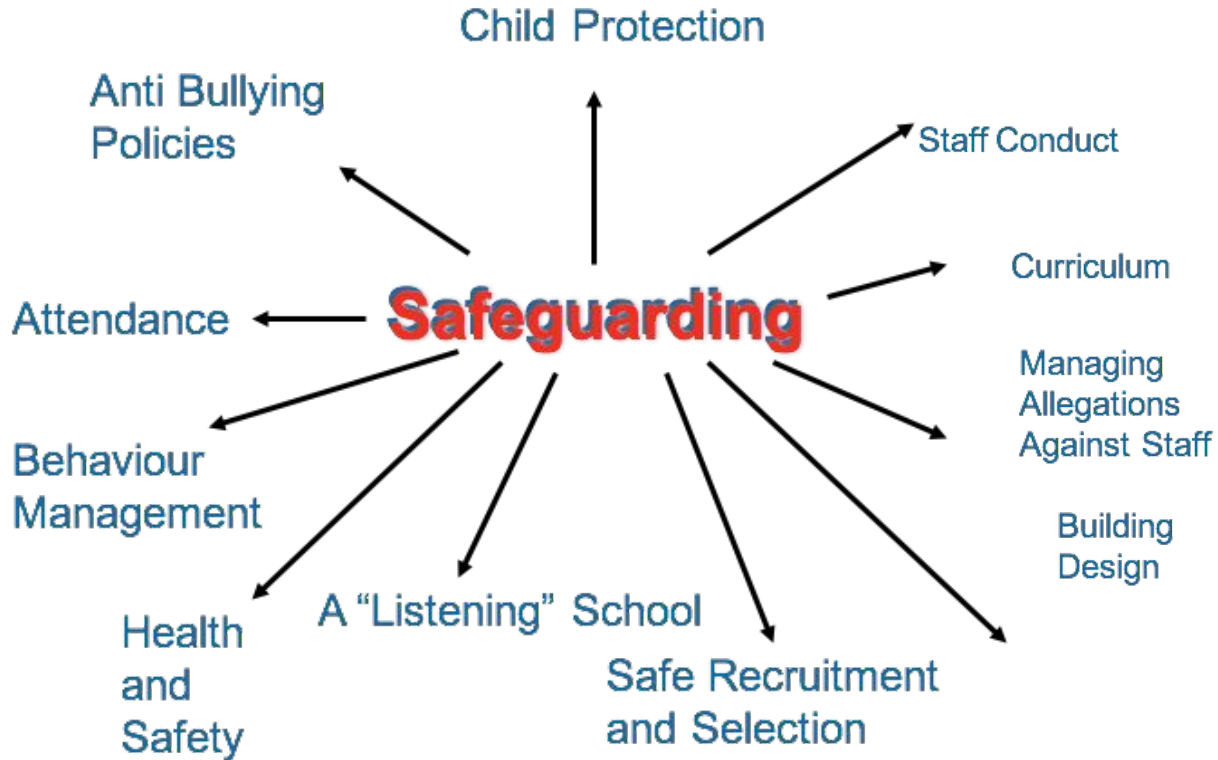 Child Protection
Anti Bullying
Policies
Staff Conduct
Curriculum
Safeguarding
Attendance
Managing
Allegations
Against Staff
Behaviour
Management
Building
Design
A “Listening” School
Health
and
Safety
Safe Recruitment
and Selection